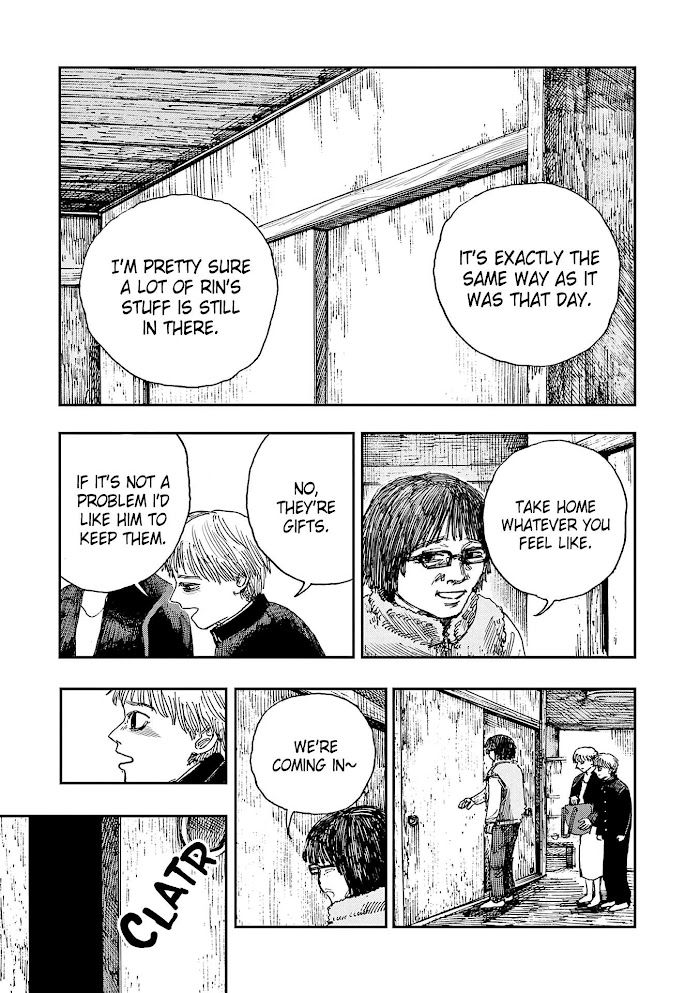 IT'S EXACTLY THE
SAME WAY AS IT
WAS THAT DAY.
I'M PRETTY SURE
A LOT OF RIN'S
STUFF IS STILL
IN THERE.
TAKE HOME
WHATEVER YOU
FEEL LIKE.
NO,
THEY'RE
GIFTS.
IF IT'S NOT A
PROBLEM I'D
LIKE HIM TO
KEEP THEM.
WE'RE
COMING IN~
CLATR